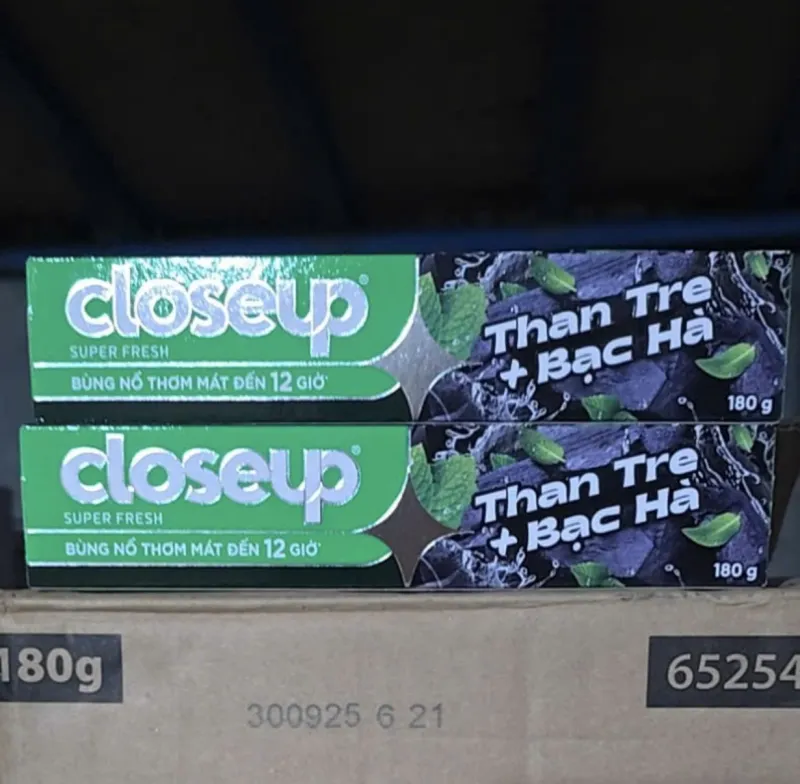 closeup®
SUPER FRESH
BÙNG NỔ THƠM MÁT ĐẾN 12 GIỜ*
Than Tre
+ Bạc Hà
180 g
closeup®
SUPER FRESH
BÙNG NỔ THƠM MÁT ĐẾN 12 GIỜ*
Than Tre
+ Bạc Hà
180 g
180g
65254
300925 6 21